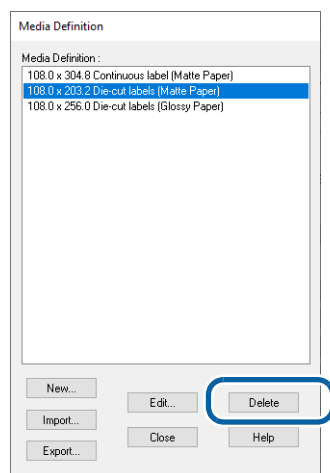 Media Definition
Media Definition :
108.0 x 304.8 Continuous label (Matte Paper)
108.0 x 203.2 Die-cut labels (Matte Paper)
108.0 x 256.0 Die-cut labels (Glossy Paper)
New...
Edit...
Delete
Import...
Close
Help
Export...